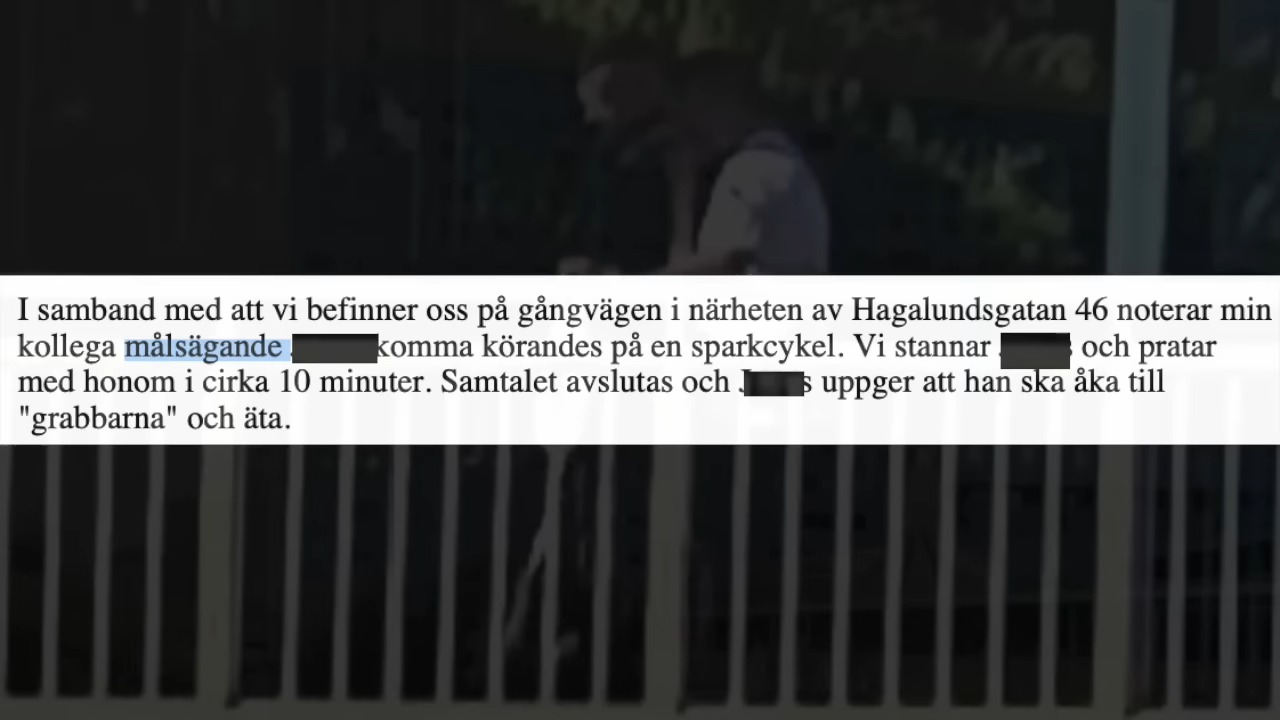 I samband med att vi befinner oss på gångvägen i närheten av Hagalundsgatan 46 noterar min
kollega målsägande komma körandes på en sparkcykel. Vi stannar och pratar
med honom i cirka 10 minuter. Samtalet avslutas och uppger att han ska åka till
"grabbarna" och äta.